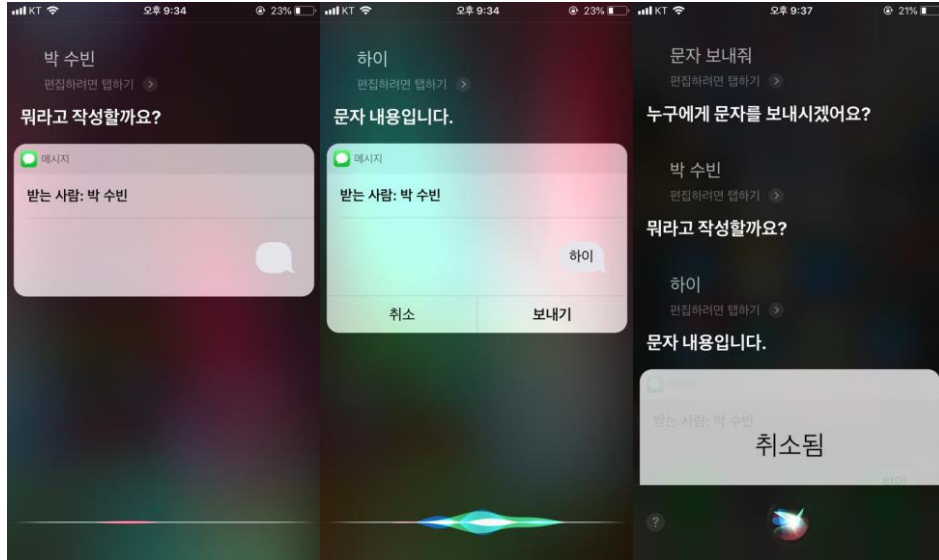 KT 오후 9:34 23%
박 수빈
편집하려면 탭하기
뭐라고 작성할까요?
메시지
받는 사람: 박 수빈
KT 오후 9:34 23%
하이
편집하려면 탭하기
문자 내용입니다.
메시지
받는 사람: 박 수빈
하이
취소 보내기
KT 오후 9:37 21%
문자 보내줘
편집하려면 탭하기
누구에게 문자를 보내시겠어요?
박 수빈
편집하려면 탭하기
뭐라고 작성할까요?
하이
편집하려면 탭하기
문자 내용입니다.
메시지
받는 사람: 박 수빈
취소됨
하이
?